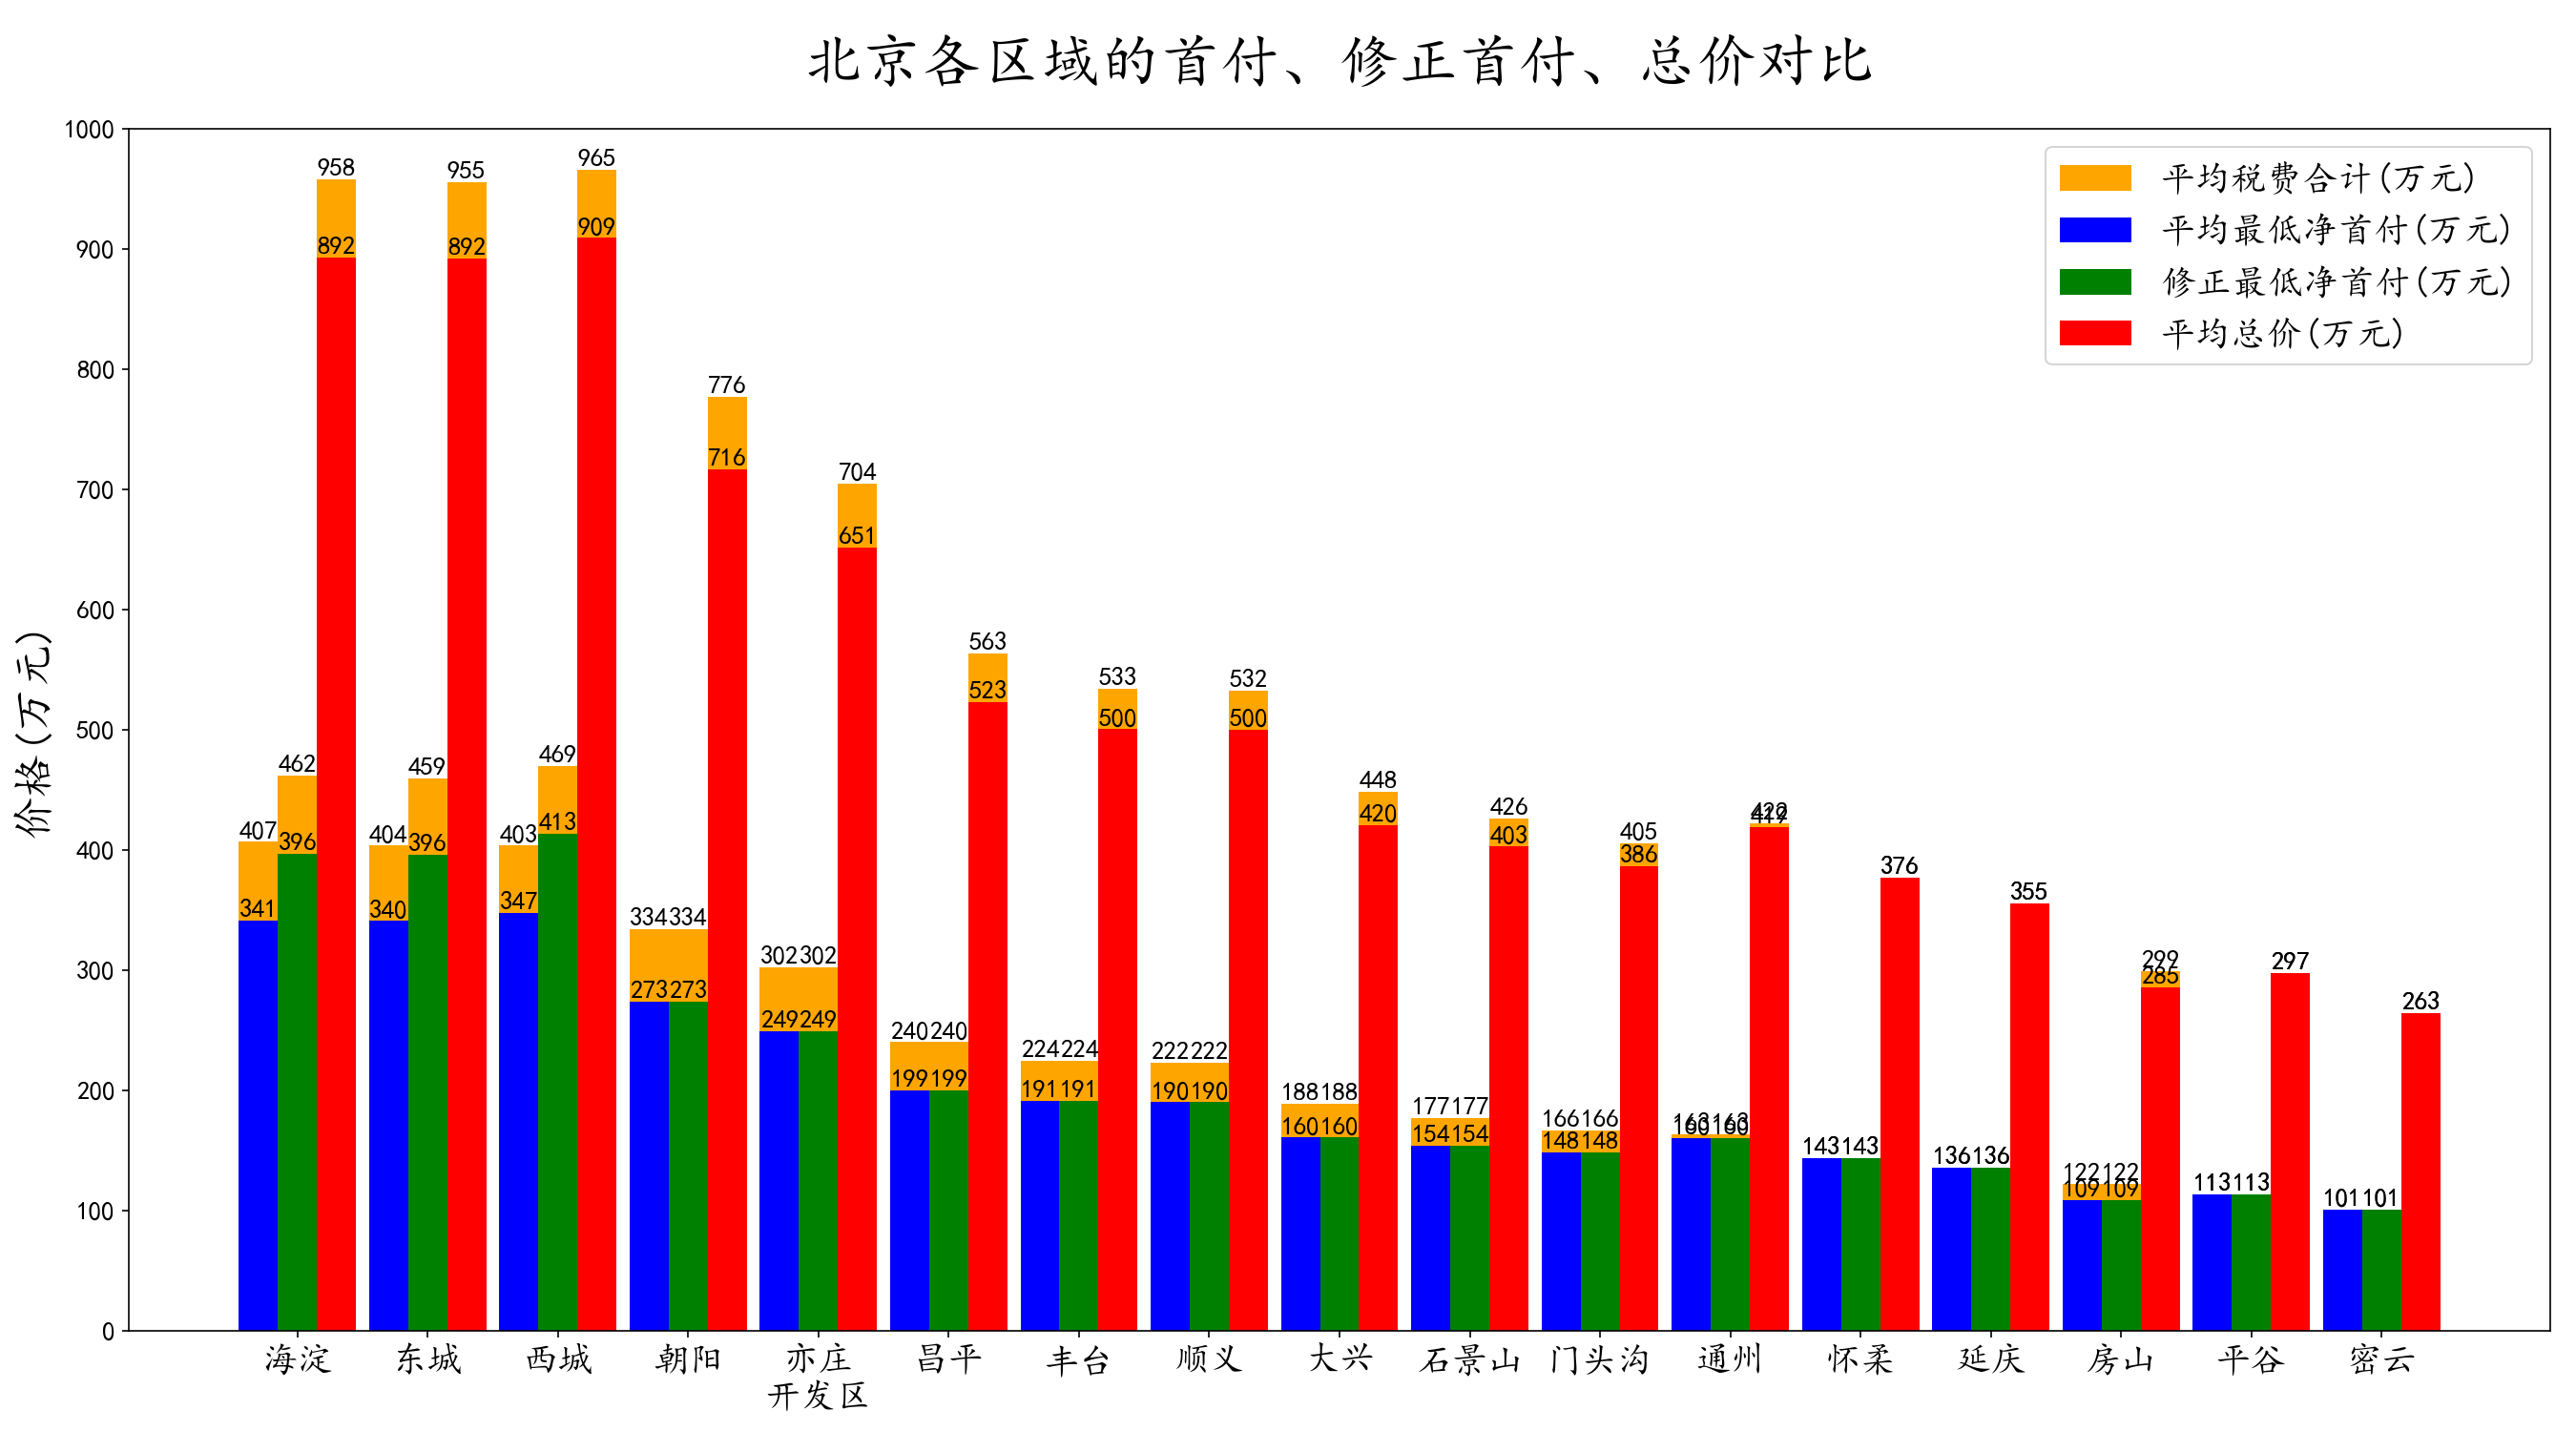 北京各区域的首付、修正首付、总价对比
价格(万元)
1000
900
800
700
600
500
400
300
200
100
0
平均税费合计(万元)
平均最低净首付(万元)
修正最低净首付(万元)
平均总价(万元)
407 341 462 396 958 892
404 340 459 396 955 892
403 347 469 413 965 909
334 273 334 273 776 716
302 249 302 249 704 651
240 199 240 199 563 523
224 191 224 191 533 500
222 190 222 190 532 500
188 160 188 160 448 420
177 154 177 154 426 403
166 148 166 148 405 386
163 160 163 160 422 419
143 143 376
136 136 355
122 109 122 109 299 285
113 113 297
101 101 263
海淀 东城 西城 朝阳 亦庄 昌平 丰台 顺义 大兴 石景山 门头沟 通州 怀柔 延庆 房山 平谷 密云
开发区